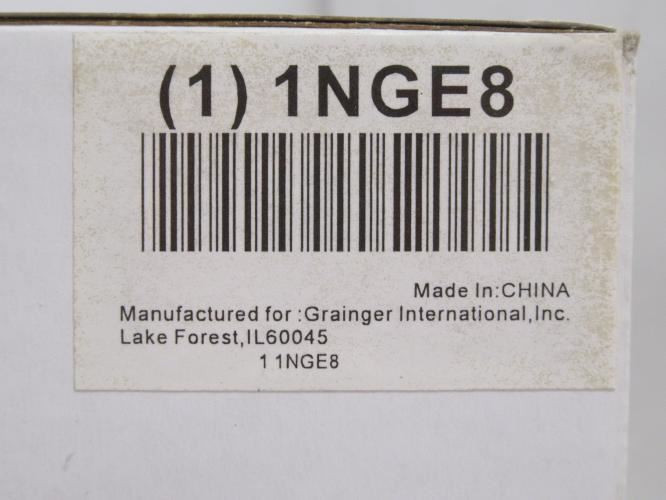 (1) 1NGE8
Made In:CHINA
Manufactured for :Grainger International,Inc.
Lake Forest,IL60045
1 1NGE8